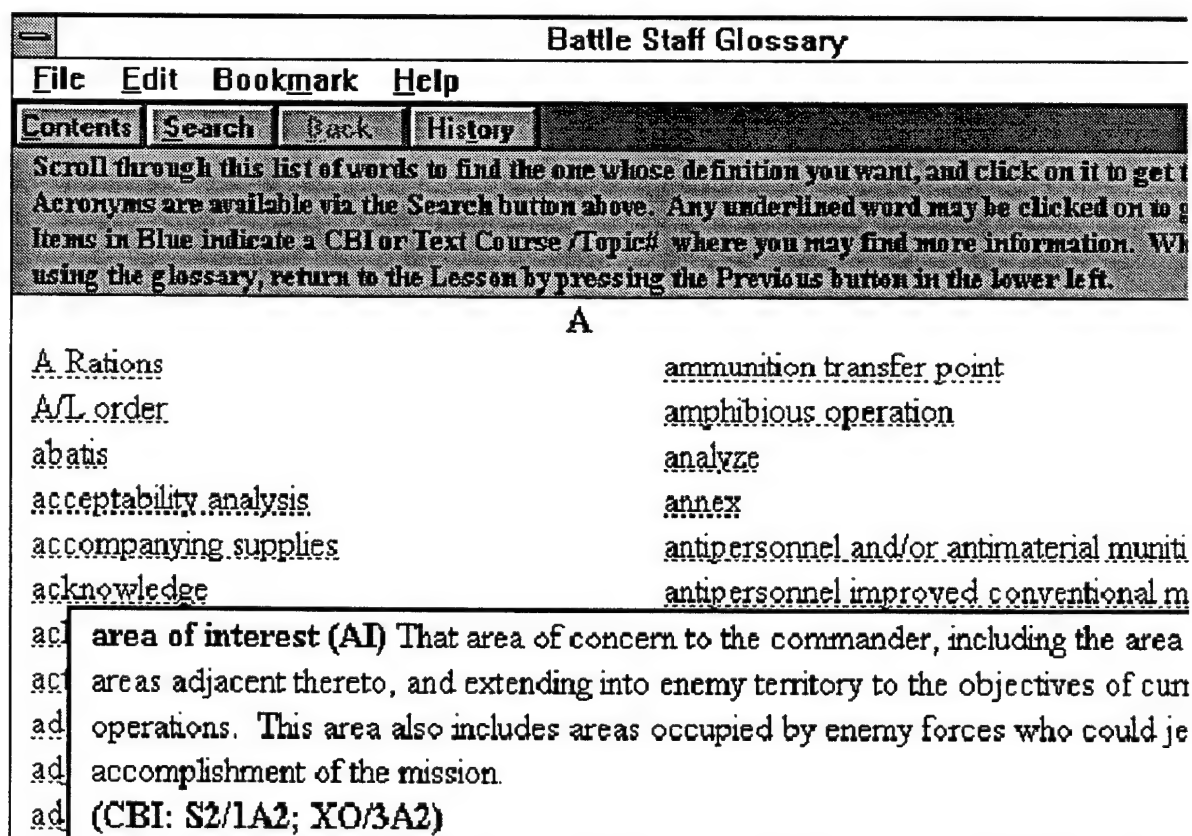 Battle Staff Glossary
File Edit Bookmark Help
Contents Search Back History
Scroll through this list of words to find the one whose definition you want, and click on it to get t
Acronyms are available via the Search button above. Any underlined word may be clicked on to g
Items in Blue indicate a CBI or Text Course /Topic# where you may find more information. Wh
using the glossary, return to the Lesson by pressing the Previous button in the lower left.
A
A Rations
A/L order
abatis
acceptability analysis
accompanying supplies
acknowledge
ammunition transfer point
amphibious operation
analyze
annex
antipersonnel and/or antimaterial muniti
antipersonnel improved conventional m
act
ad
ad
ad
area of interest (AI) That area of concern to the commander, including the area
areas adjacent thereto, and extending into enemy territory to the objectives of curr
operations. This area also includes areas occupied by enemy forces who could je
accomplishment of the mission.
(CBI: S2/1A2; XO/3A2)